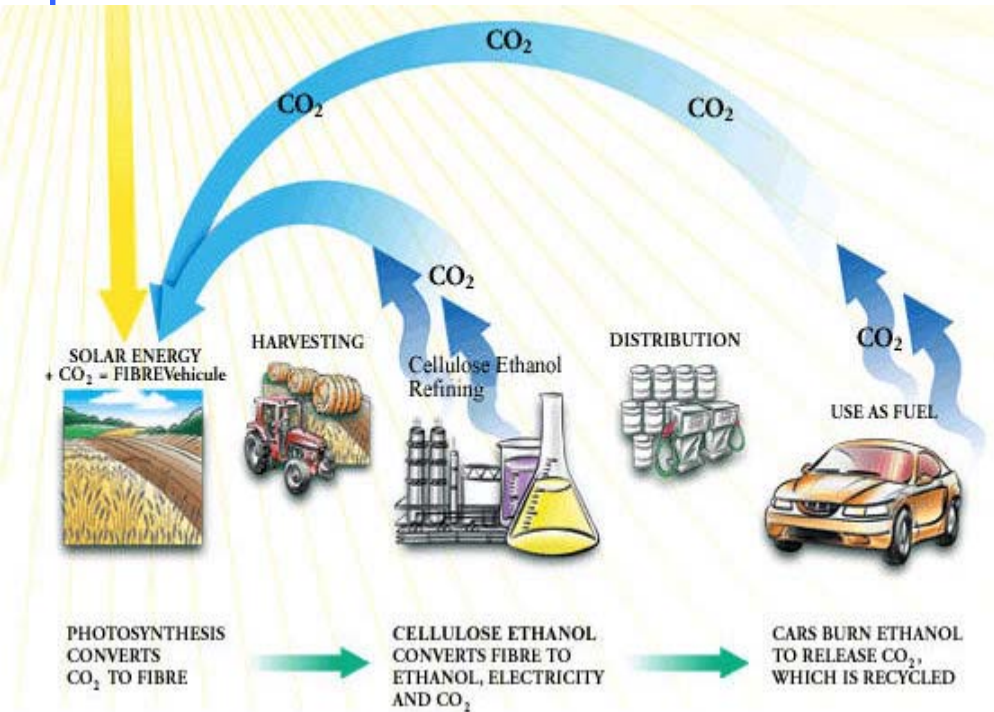 CO₂
CO₂
CO₂
CO₂
CO₂
SOLAR ENERGY
+ CO₂ = FIBREVehicule
HARVESTING
Cellulose Ethanol
Refining
DISTRIBUTION
USE AS FUEL
PHOTOSYNTHESIS
CONVERTS
CO₂ TO FIBRE
CELLULOSE ETHANOL
CONVERTS FIBRE TO
ETHANOL, ELECTRICITY
AND CO₂
CARS BURN ETHANOL
TO RELEASE CO₂,
WHICH IS RECYCLED